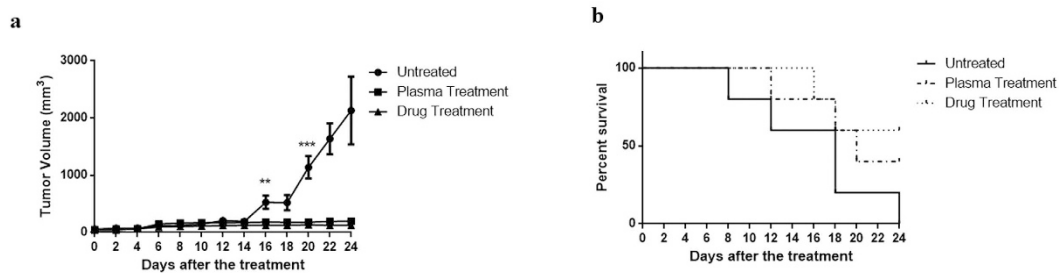 a
3000
2000
1000
0
Tumor Volume (mm³)
**
***
0 2 4 6 8 10 12 14 16 18 20 22 24
Days after the treatment
Untreated
Plasma Treatment
Drug Treatment
b
100
50
0
Percent survival
0 2 4 6 8 10 12 14 16 18 20 22 24
Days after the treatment
Untreated
Plasma Treatment
Drug Treatment